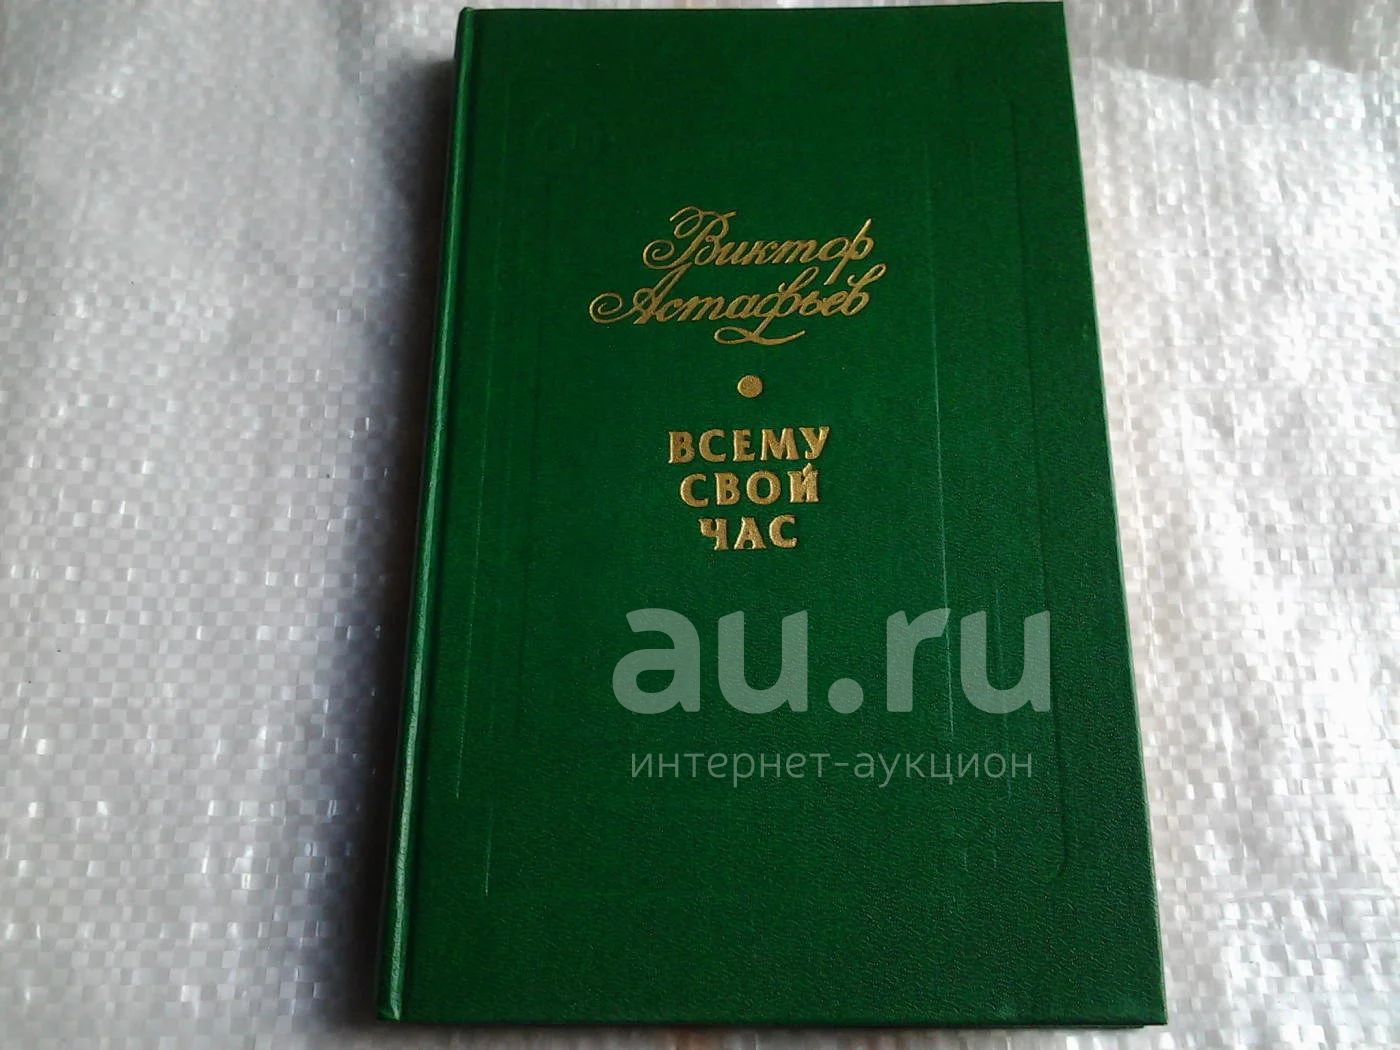 Виктор
Астафьев
ВСЕМУ
СВОЙ
ЧАС
au.ru
интернет-аукцион